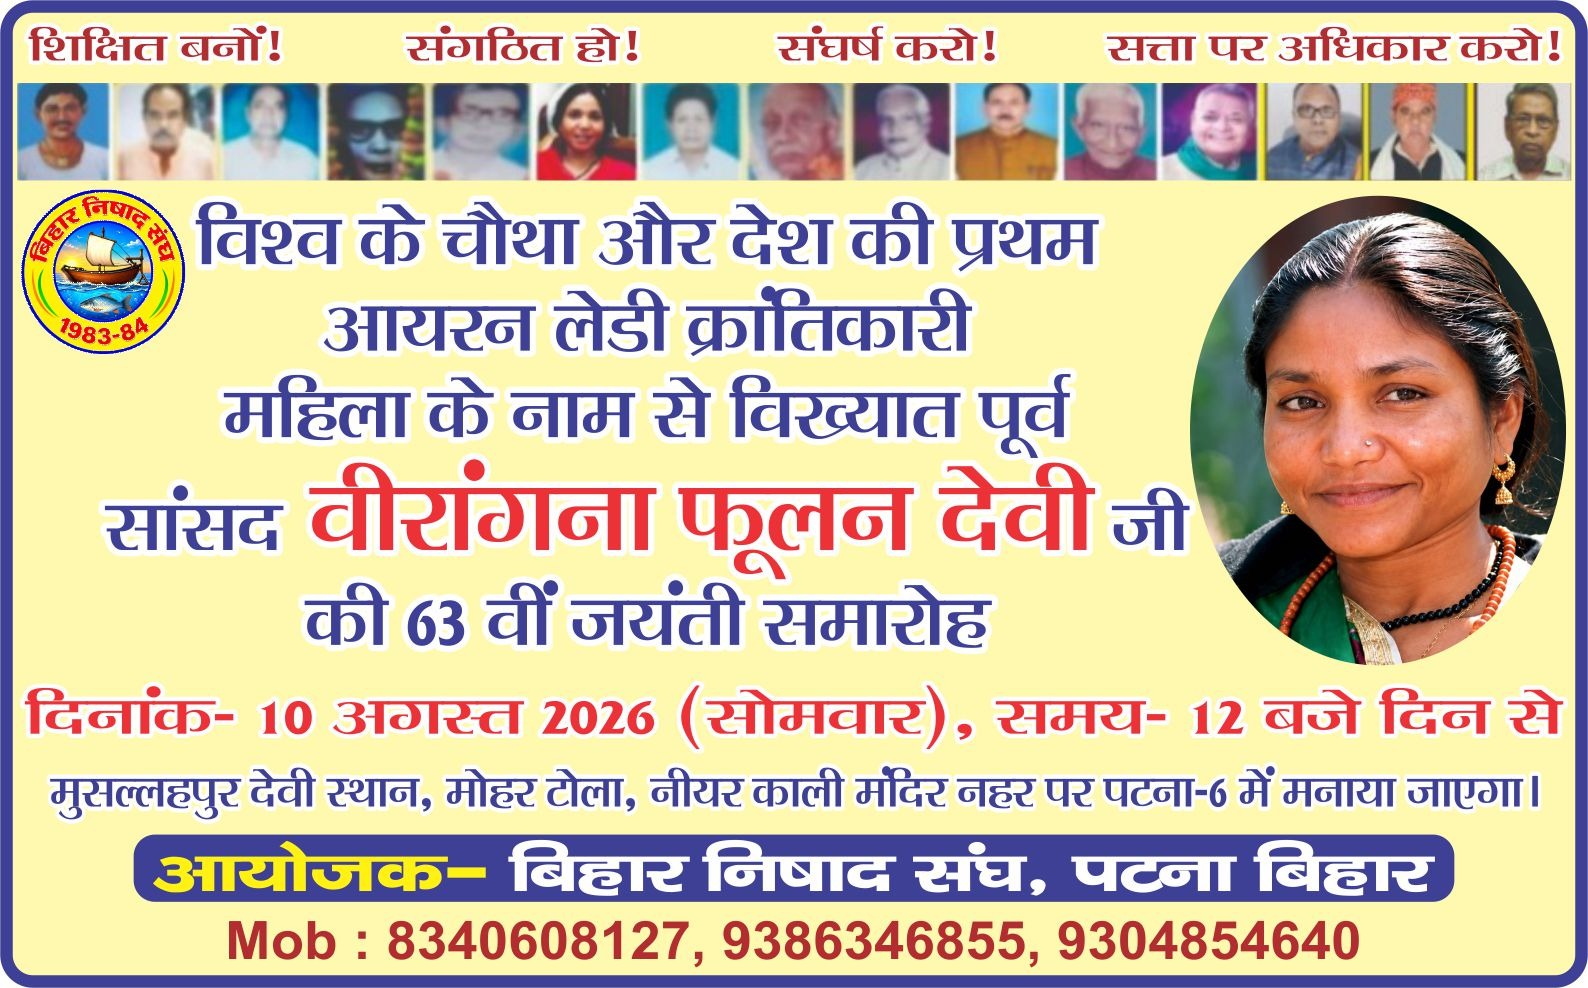 शिक्षित बनों! संगठित हो! संघर्ष करो! सत्ता पर अधिकार करो!
बिहार निषाद संघ
1983-84
विश्व के चौथा और देश की प्रथम
आयरन लेडी क्रांतिकारी
महिला के नाम से विख्यात पूर्व
सांसद वीरांगना फूलन देवी जी
की 63 वीं जयंती समारोह
दिनांक- 10 अगस्त 2026 (सोमवार), समय- 12 बजे दिन से
मुसल्लहपुर देवी स्थान, मोहर टोला, नीयर काली मंदिर नहर पर पटना-6 में मनाया जाएगा।
आयोजक– बिहार निषाद संघ, पटना बिहार
Mob : 8340608127, 9386346855, 9304854640